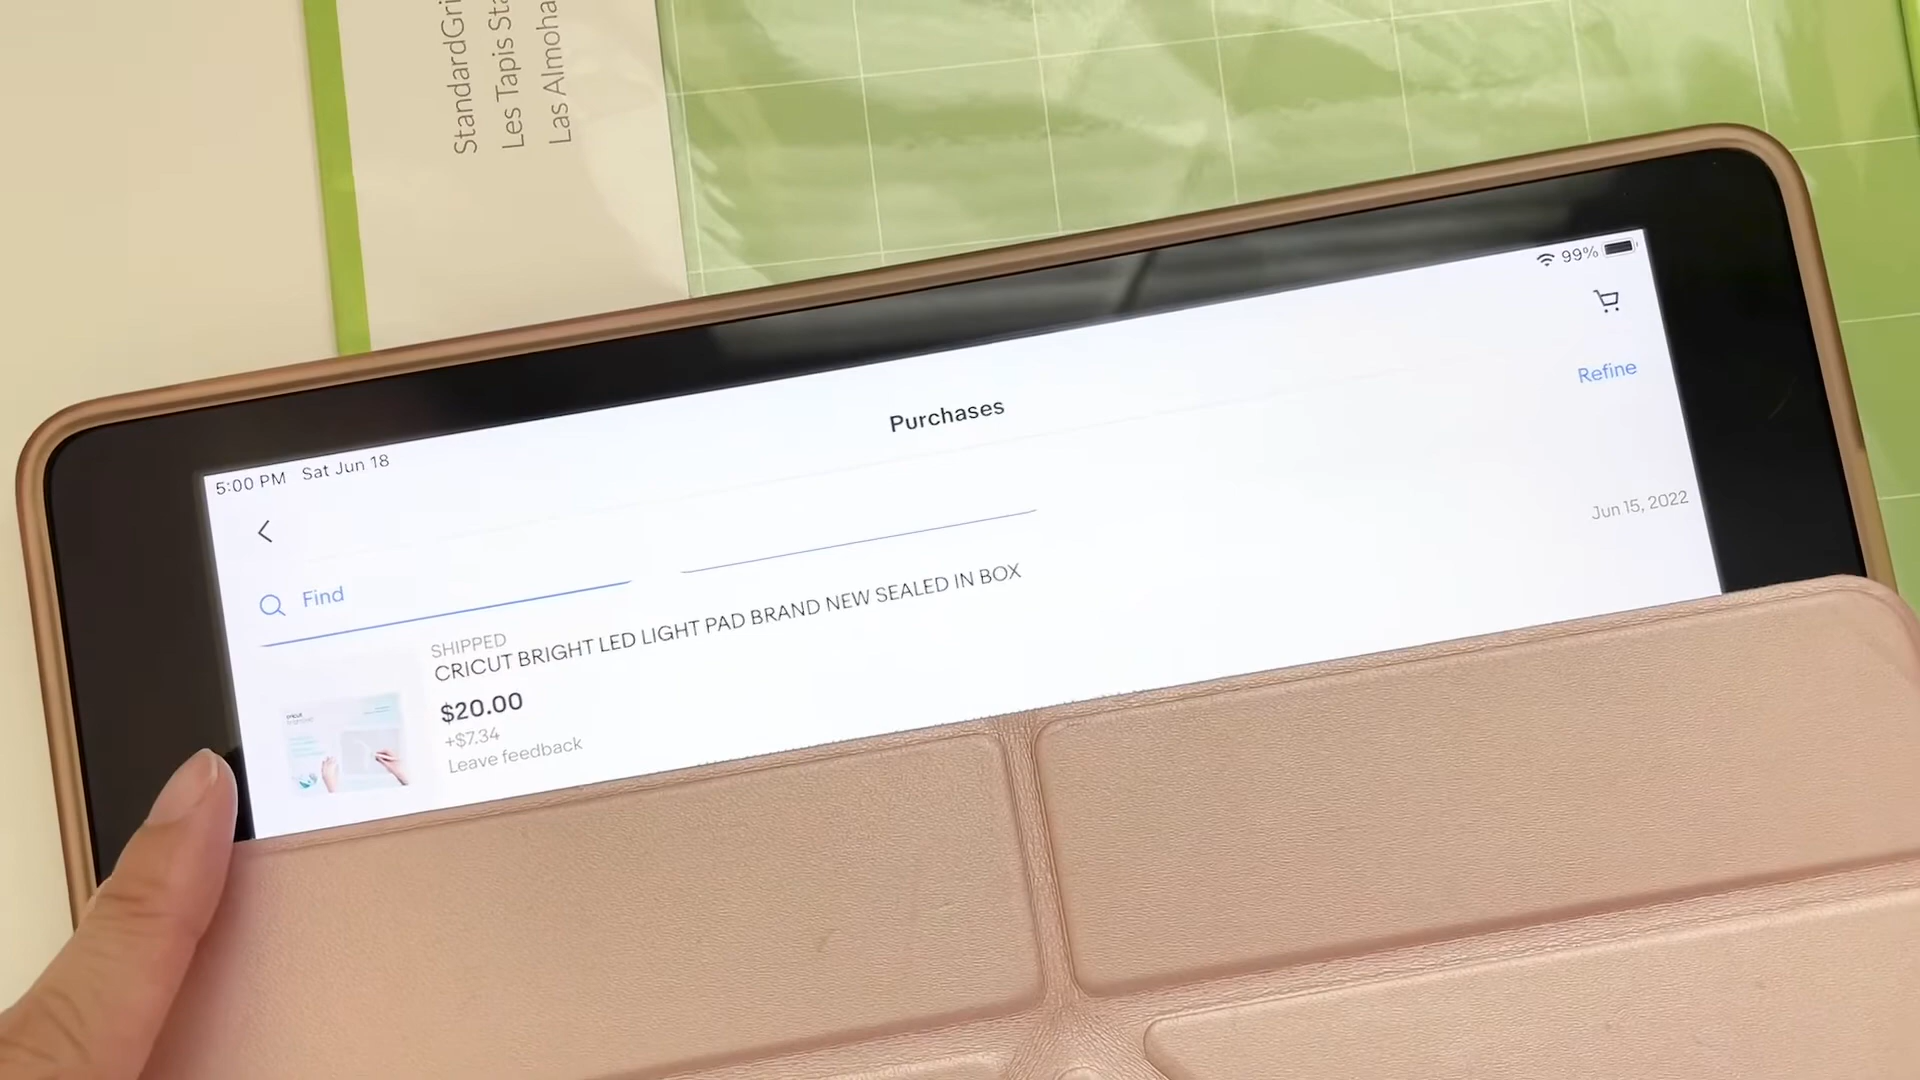 StandardGri
Les Tapis Sta
Las Almoha
5:00 PM Sat Jun 18
99%
Purchases
Refine
Find
Jun 15, 2022
SHIPPED
CRICUT BRIGHT LED LIGHT PAD BRAND NEW SEALED IN BOX
$20.00
+$7.34
Leave feedback